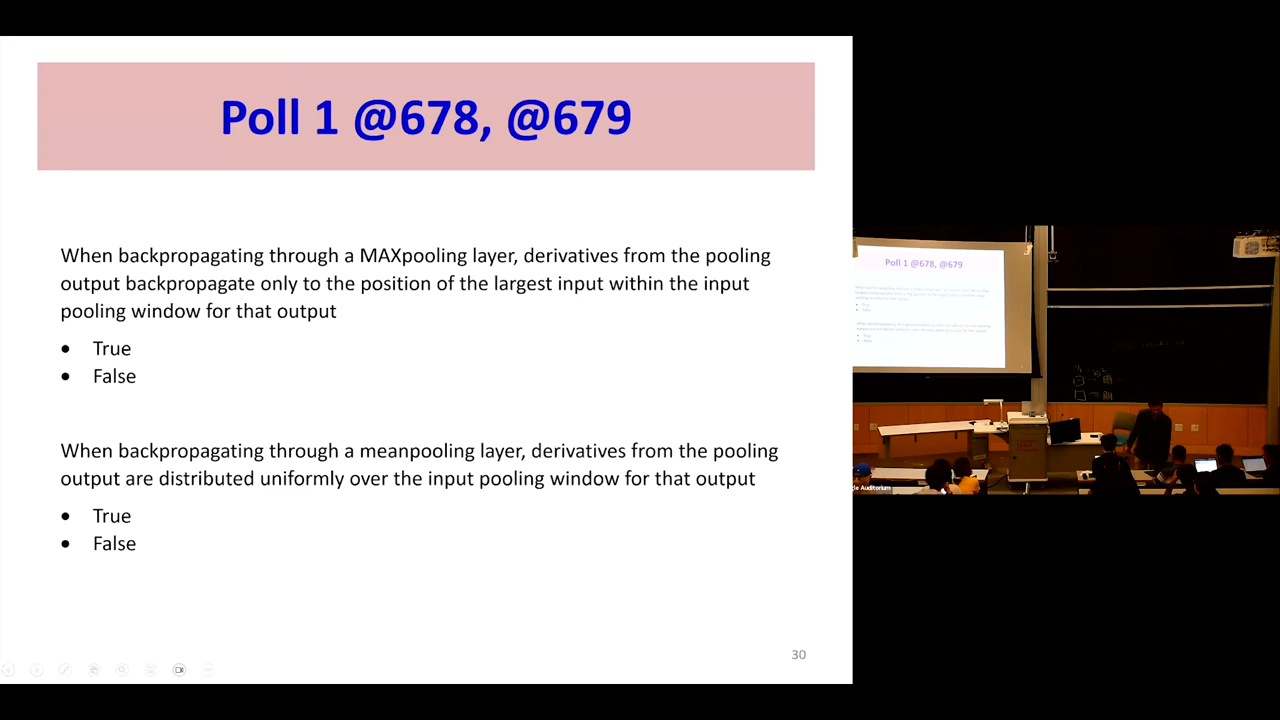 Poll 1 @678, @679
When backpropagating through a MAXpooling layer, derivatives from the pooling
output backpropagate only to the position of the largest input within the input
pooling window for that output
• True
• False
When backpropagating through a meanpooling layer, derivatives from the pooling
output are distributed uniformly over the input pooling window for that output
• True
• False
30
Poll 1 @678, @679
Auditorium